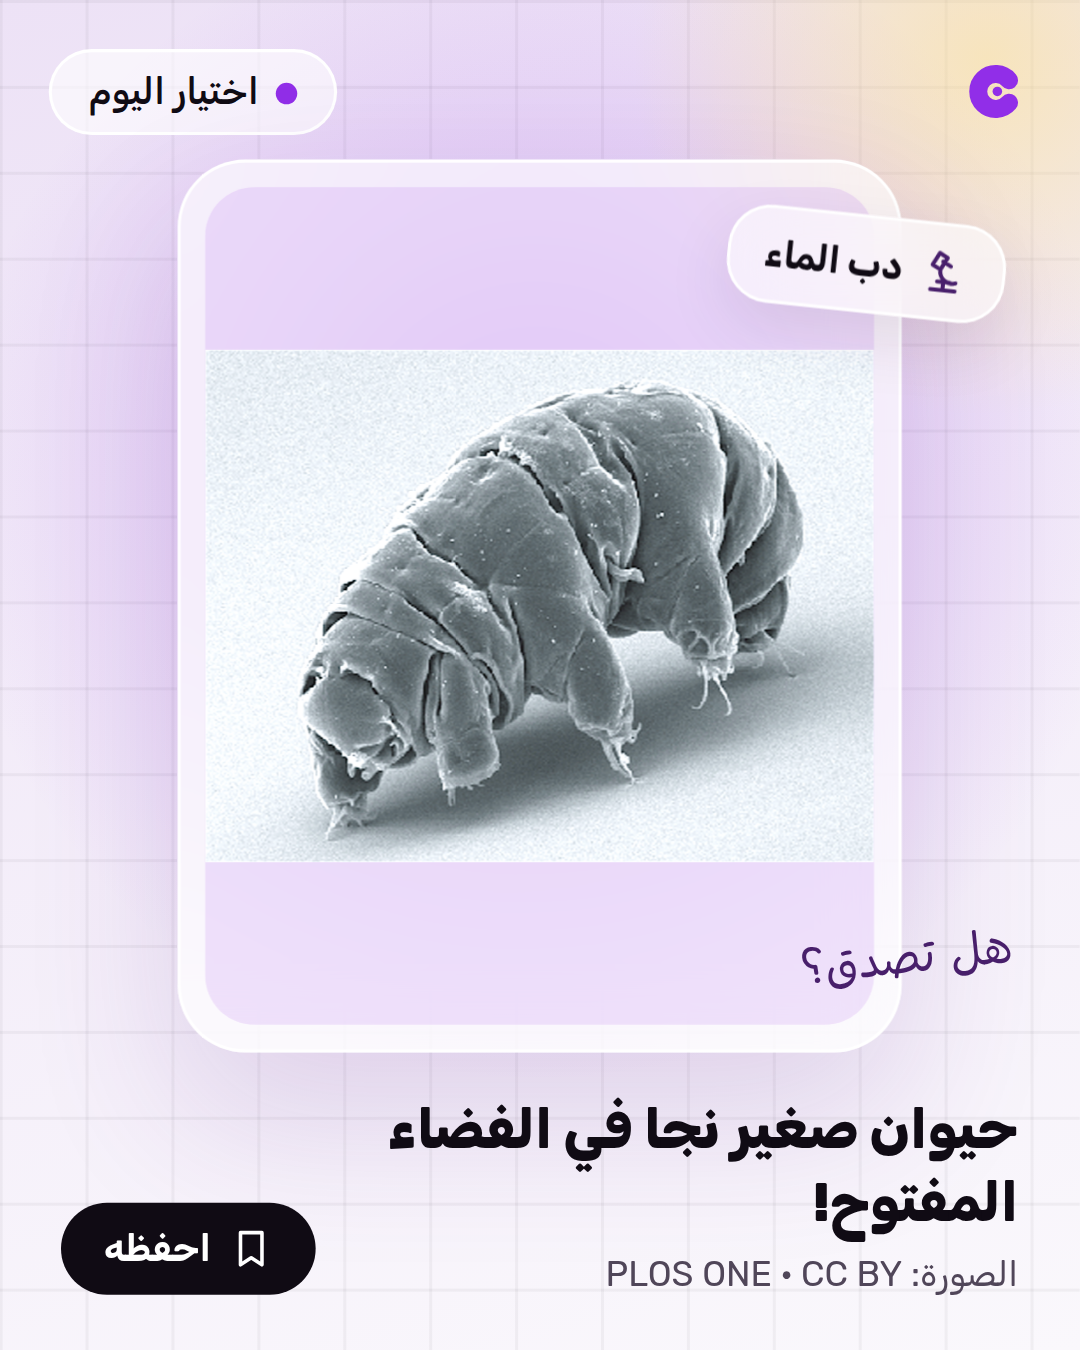 اختيار اليوم
دب الماء
هل تصدق؟
حيوان صغير نجا في الفضاء
المفتوح!
الصورة: PLOS ONE • CC BY
احفظه